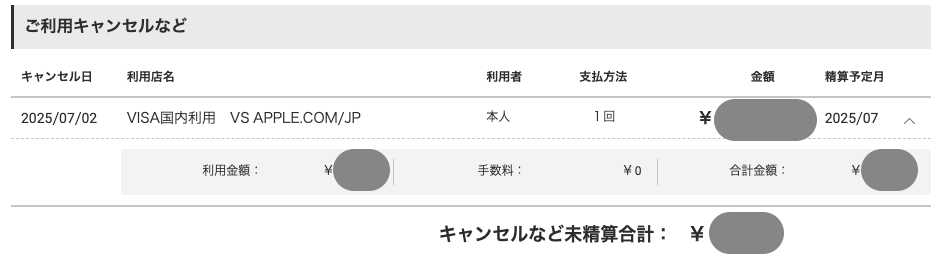 ご利用キャンセルなど
キャンセル日 利用店名 利用者 支払方法 金額 精算予定月
2025/07/02 VISA国内利用　VS APPLE.COM/JP 本人 1回 ¥ 2025/07
利用金額： ¥ 手数料： ¥0 合計金額： ¥
キャンセルなど未精算合計： ¥